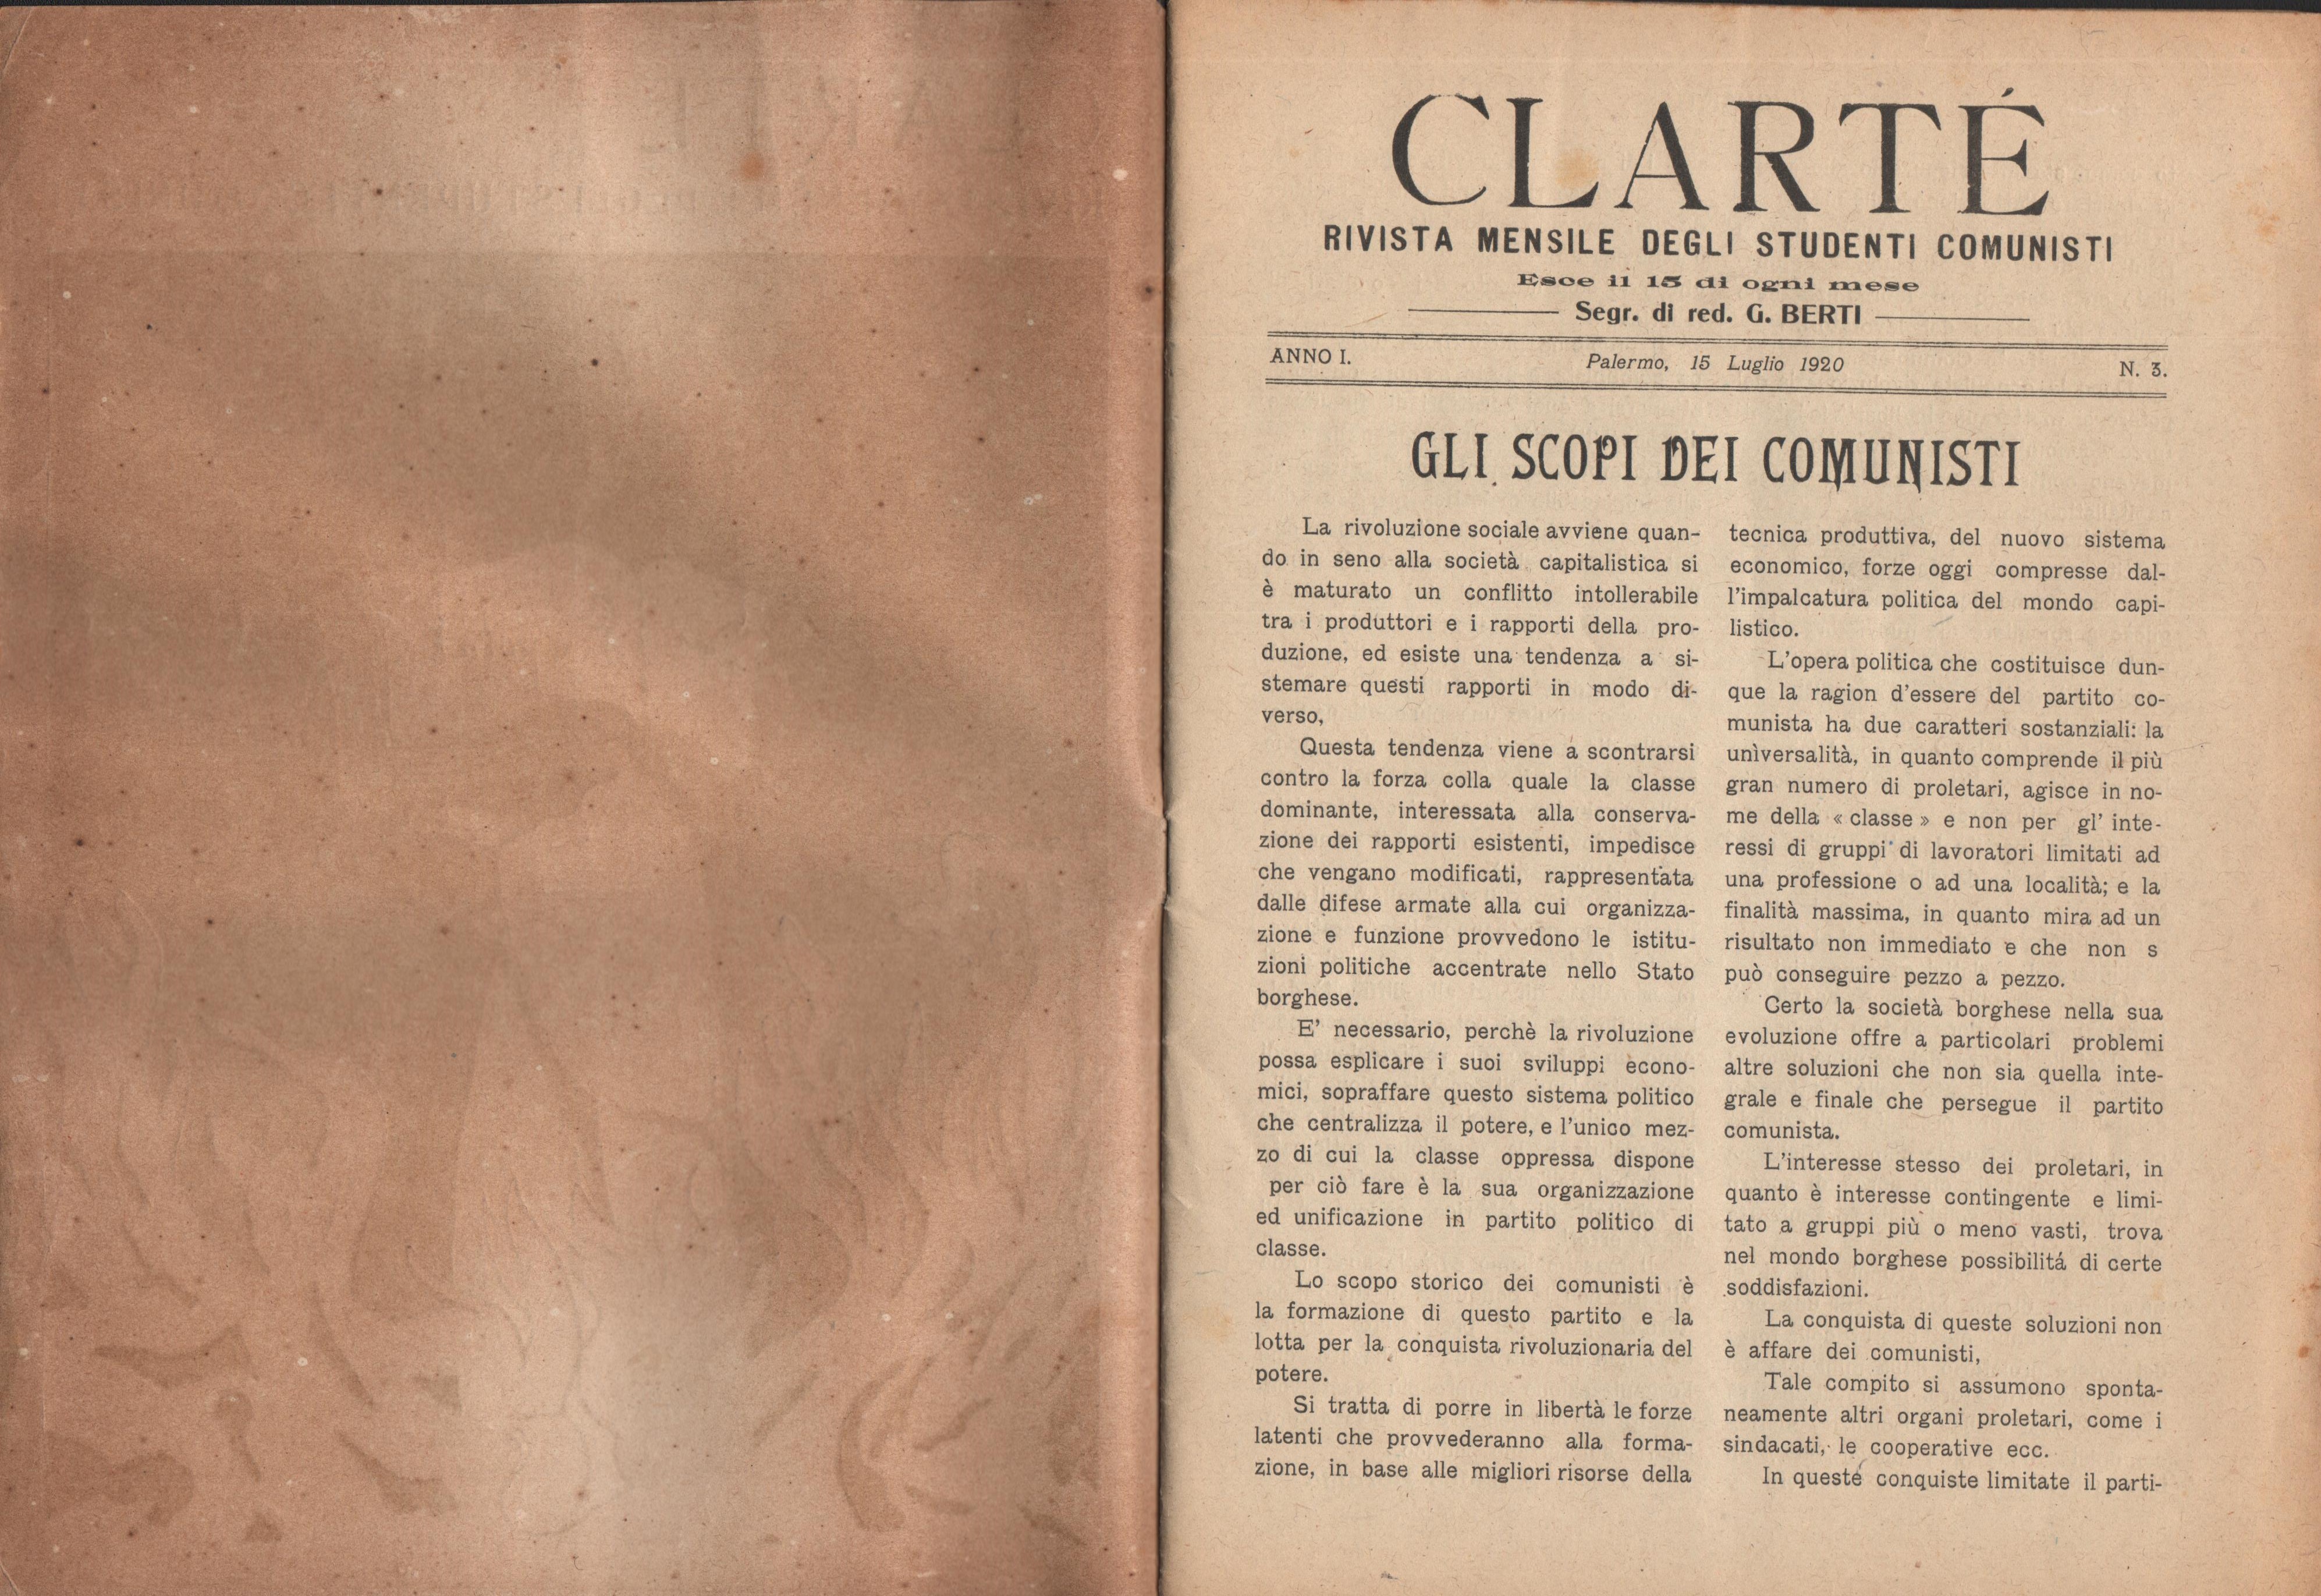 CLARTÉ
RIVISTA MENSILE DEGLI STUDENTI COMUNISTI
Esce il 15 di ogni mese
Segr. di red. G. BERTI
ANNO I.
Palermo, 15 Luglio 1920
N. 3.
GLI SCOPI DEI COMUNISTI
La rivoluzione sociale avviene quan-
do in seno alla società capitalistica si
è maturato un conflitto intollerabile
tra i produttori e i rapporti della pro-
duzione, ed esiste una tendenza a si-
stemare questi rapporti in modo di-
verso,
Questa tendenza viene a scontrarsi
contro la forza colla quale la classe
dominante, interessata alla conserva-
zione dei rapporti esistenti, impedisce
che vengano modificati, rappresentata
dalle difese armate alla cui organizza-
zione e funzione provvedono le istitu-
zioni politiche accentrate nello Stato
borghese.
E' necessario, perchè la rivoluzione
possa esplicare i suoi sviluppi econo-
mici, sopraffare questo sistema politico
che centralizza il potere, e l'unico mez-
zo di cui la classe oppressa dispone
per ciò fare è la sua organizzazione
ed unificazione in partito politico di
classe.
Lo scopo storico dei comunisti è
la formazione di questo partito e la
lotta per la conquista rivoluzionaria del
potere.
Si tratta di porre in libertà le forze
latenti che provvederanno alla forma-
zione, in base alle migliori risorse della
tecnica produttiva, del nuovo sistema
economico, forze oggi compresse dal-
l'impalcatura politica del mondo capi-
listico.
L'opera politica che costituisce dun-
que la ragion d'essere del partito co-
munista ha due caratteri sostanziali: la
universalità, in quanto comprende il più
gran numero di proletari, agisce in no-
me della « classe » e non per gl' inte-
ressi di gruppi di lavoratori limitati ad
una professione o ad una località; e la
finalità massima, in quanto mira ad un
risultato non immediato e che non s
può conseguire pezzo a pezzo.
Certo la società borghese nella sua
evoluzione offre a particolari problemi
altre soluzioni che non sia quella inte-
grale e finale che persegue il partito
comunista.
L'interesse stesso dei proletari, in
quanto è interesse contingente e limi-
tato a gruppi più o meno vasti, trova
nel mondo borghese possibilitá di certe
soddisfazioni.
La conquista di queste soluzioni non
è affare dei comunisti,
Tale compito si assumono sponta-
neamente altri organi proletari, come i
sindacati, le cooperative ecc.
In queste conquiste limitate il parti-